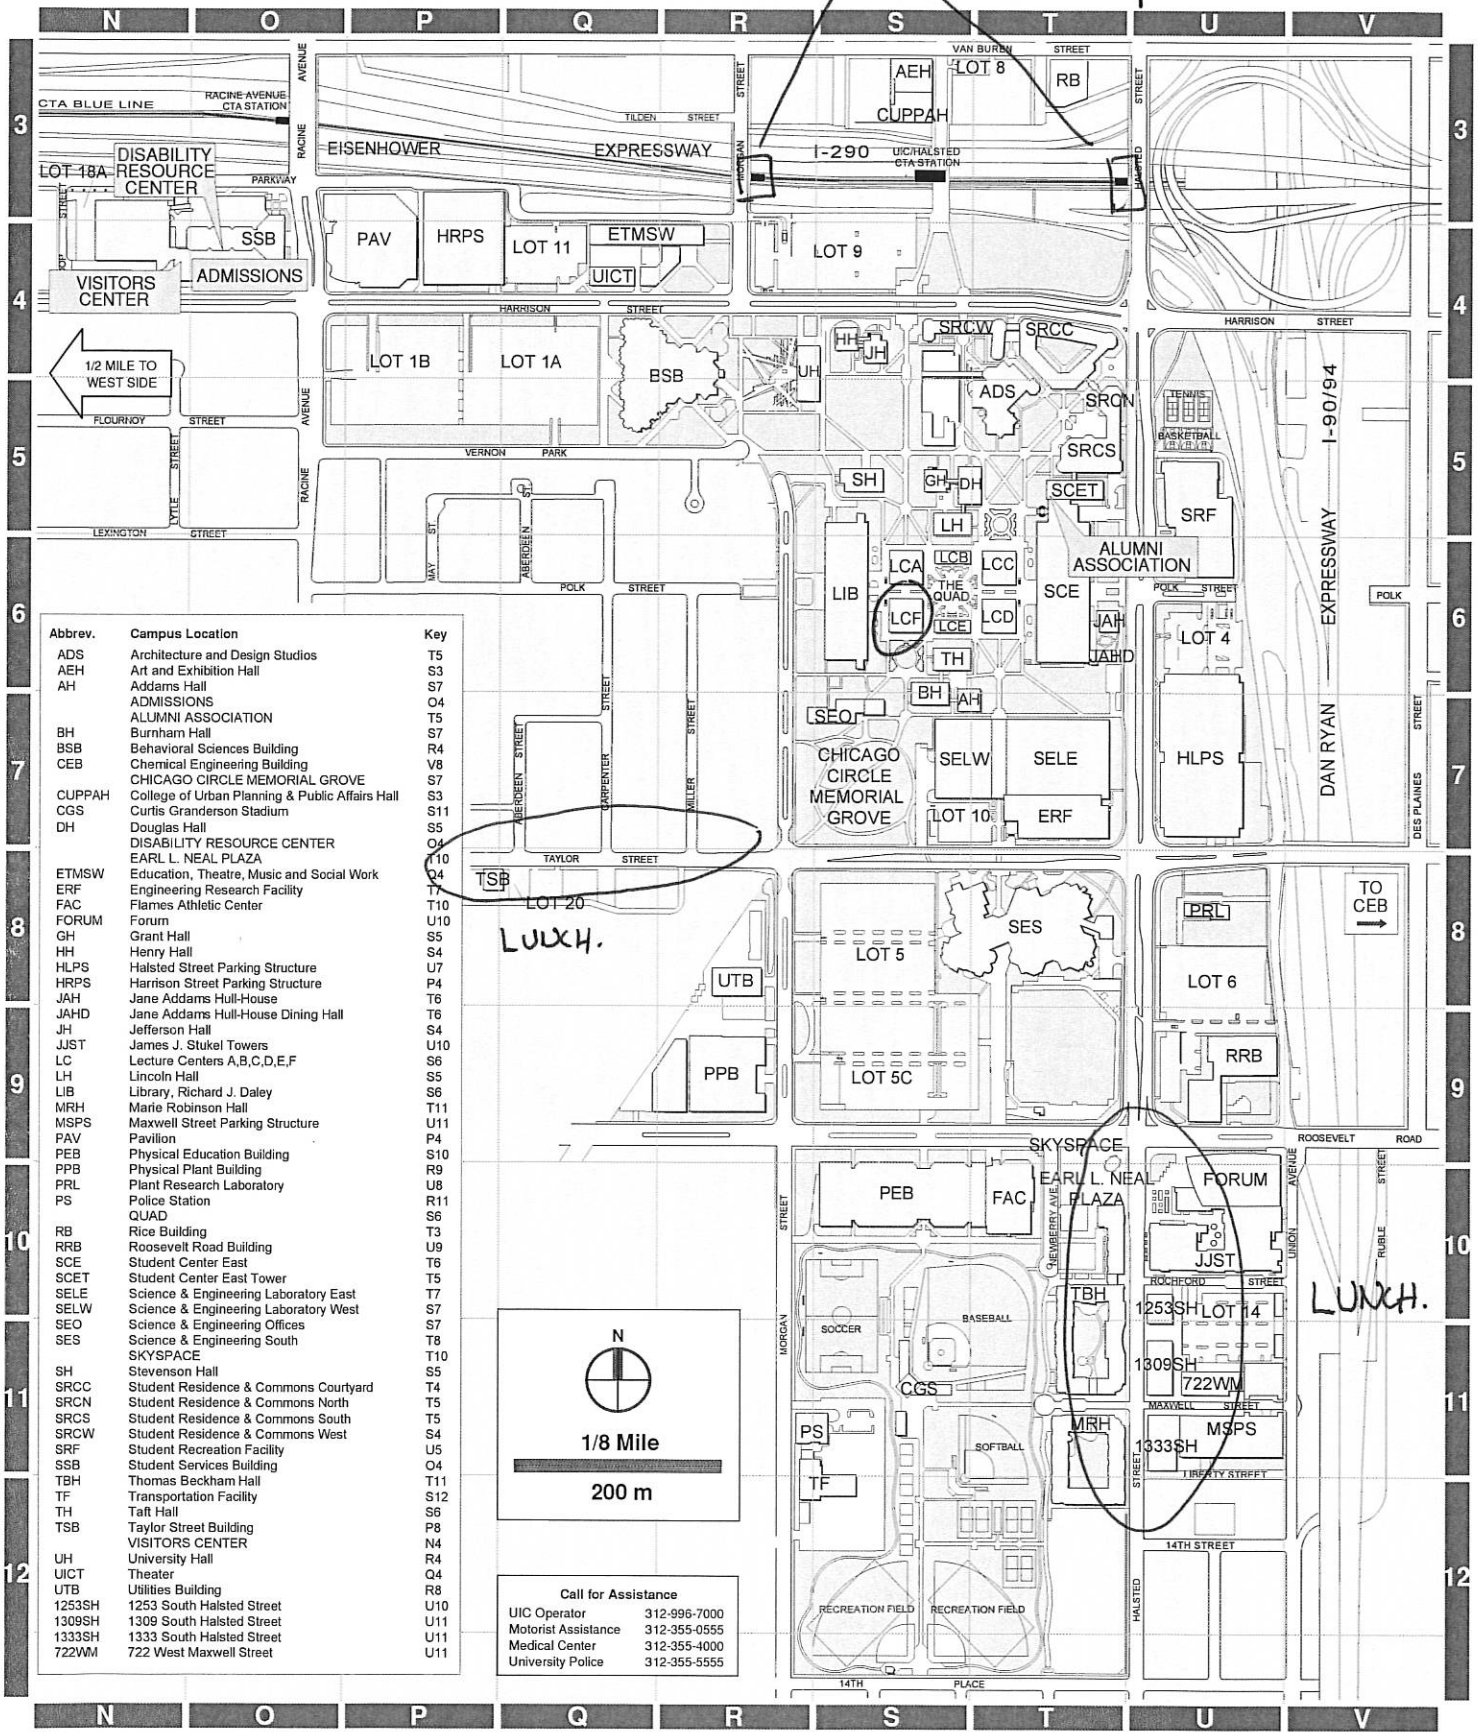 N O P Q R S T U V
VAN BUREN STREET
AEH LOT 8 RB
CUPPAH
CTA BLUE LINE
RACINE AVENUE
CTA STATION
RACINE AVENUE
TILDEN STREET
MORGAN STREET
HALSTED STREET
3 3
EISENHOWER EXPRESSWAY I-290
UIC/HALSTED
CTA STATION
LOT 18A
DISABILITY
RESOURCE
CENTER
PARKWAY
STREET
SSB PAV HRPS LOT 11 ETMSW LOT 9
UICT
VISITORS
CENTER
ADMISSIONS
4 4
HARRISON STREET
HARRISON STREET
1/2 MILE TO
WEST SIDE
LOT 1B LOT 1A BSB UH HH JH SRCW SRCC
ADS SRCN
TENNIS
BASKETBALL
I-90/94
FLOURNOY STREET
AVENUE
RACINE
LYTLE STREET
VERNON PARK
5 5
SRCS
SH GH DH SCET SRF
LH
ALUMNI
ASSOCIATION
LEXINGTON STREET
MAY ST.
ABERDEEN ST.
LCA LCB LCC
THE
QUAD
LIB LCF LCE LCD SCE JAH
JAHD
TH
POLK STREET
POLK STREET
POLK
LOT 4
EXPRESSWAY
6 6
BH AH
SEO
CHICAGO
CIRCLE
MEMORIAL
GROVE
SELW SELE
LOT 10 ERF
HLPS
DAN RYAN
DES PLAINES STREET
7 7
ABERDEEN STREET
CARPENTER STREET
MILLER STREET
TAYLOR STREET
TSB
LOT 20
LUNCH.
Abbrev. Campus Location Key
ADS Architecture and Design Studios T5
AEH Art and Exhibition Hall S3
AH Addams Hall S7
ADMISSIONS O4
ALUMNI ASSOCIATION T5
BH Burnham Hall S7
BSB Behavioral Sciences Building R4
CEB Chemical Engineering Building V8
CHICAGO CIRCLE MEMORIAL GROVE S7
CUPPAH College of Urban Planning & Public Affairs Hall S3
CGS Curtis Granderson Stadium S11
DH Douglas Hall S5
DISABILITY RESOURCE CENTER O4
EARL L. NEAL PLAZA T10
ETMSW Education, Theatre, Music and Social Work Q4
ERF Engineering Research Facility T7
FAC Flames Athletic Center T10
FORUM Forum U10
GH Grant Hall S5
HH Henry Hall S4
HLPS Halsted Street Parking Structure U7
HRPS Harrison Street Parking Structure P4
JAH Jane Addams Hull-House T6
JAHD Jane Addams Hull-House Dining Hall T6
JH Jefferson Hall S4
JJST James J. Stukel Towers U10
LC Lecture Centers A,B,C,D,E,F S6
LH Lincoln Hall S5
LIB Library, Richard J. Daley S6
MRH Marie Robinson Hall T11
MSPS Maxwell Street Parking Structure U11
PAV Pavilion P4
PEB Physical Education Building S10
PPB Physical Plant Building R9
PRL Plant Research Laboratory U8
PS Police Station R11
QUAD S6
RB Rice Building T3
RRB Roosevelt Road Building U9
SCE Student Center East T6
SCET Student Center East Tower T5
SELE Science & Engineering Laboratory East T7
SELW Science & Engineering Laboratory West S7
SEO Science & Engineering Offices S7
SES Science & Engineering South T8
SKYSPACE T10
SH Stevenson Hall S5
SRCC Student Residence & Commons Courtyard T4
SRCN Student Residence & Commons North T5
SRCS Student Residence & Commons South T5
SRCW Student Residence & Commons West S4
SRF Student Recreation Facility U5
SSB Student Services Building O4
TBH Thomas Beckham Hall T11
TF Transportation Facility S12
TH Taft Hall S6
TSB Taylor Street Building P8
VISITORS CENTER N4
UH University Hall R4
UICT Theater Q4
UTB Utilities Building R8
1253SH 1253 South Halsted Street U10
1309SH 1309 South Halsted Street U11
1333SH 1333 South Halsted Street U11
722WM 722 West Maxwell Street U11
8 8
LOT 5 SES PRL
TO
CEB
UTB LOT 6
9 9
PPB LOT 5C RRB
SKYSPACE
ROOSEVELT ROAD
EARL L. NEAL
PLAZA
PEB FAC FORUM
NEWBERRY AVE.
UNION AVENUE
RUBLE STREET
MORGAN STREET
10 10
JJST
ROCHFORD STREET
TBH 1253SH LOT 14
LUNCH.
SOCCER BASEBALL
1309SH
722WM
CGS
11 11
MAXWELL STREET
PS MRH MSPS
SOFTBALL 1333SH
TF
LIBERTY STREET
HALSTED STREET
14TH STREET
12 12
RECREATION FIELD RECREATION FIELD
14TH PLACE
N
1/8 Mile
200 m
Call for Assistance
UIC Operator 312-996-7000
Motorist Assistance 312-355-0555
Medical Center 312-355-4000
University Police 312-355-5555
N O P Q R S T U V